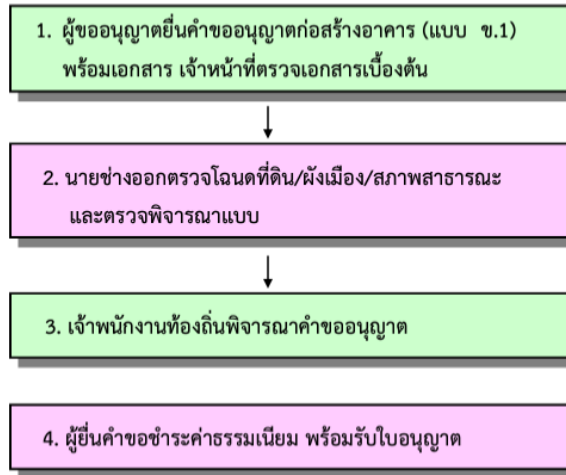 1. ผู้ขออนุญาตยื่นคำขออนุญาตก่อสร้างอาคาร (แบบ ข.1)
พร้อมเอกสาร เจ้าหน้าที่ตรวจเอกสารเบื้องต้น
2. นายช่างออกตรวจโฉนดที่ดิน/ผังเมือง/สภาพสาธารณะ
และตรวจพิจารณาแบบ
3. เจ้าพนักงานท้องถิ่นพิจารณาคำขออนุญาต
4. ผู้ยื่นคำขอชำระค่าธรรมเนียม พร้อมรับใบอนุญาต